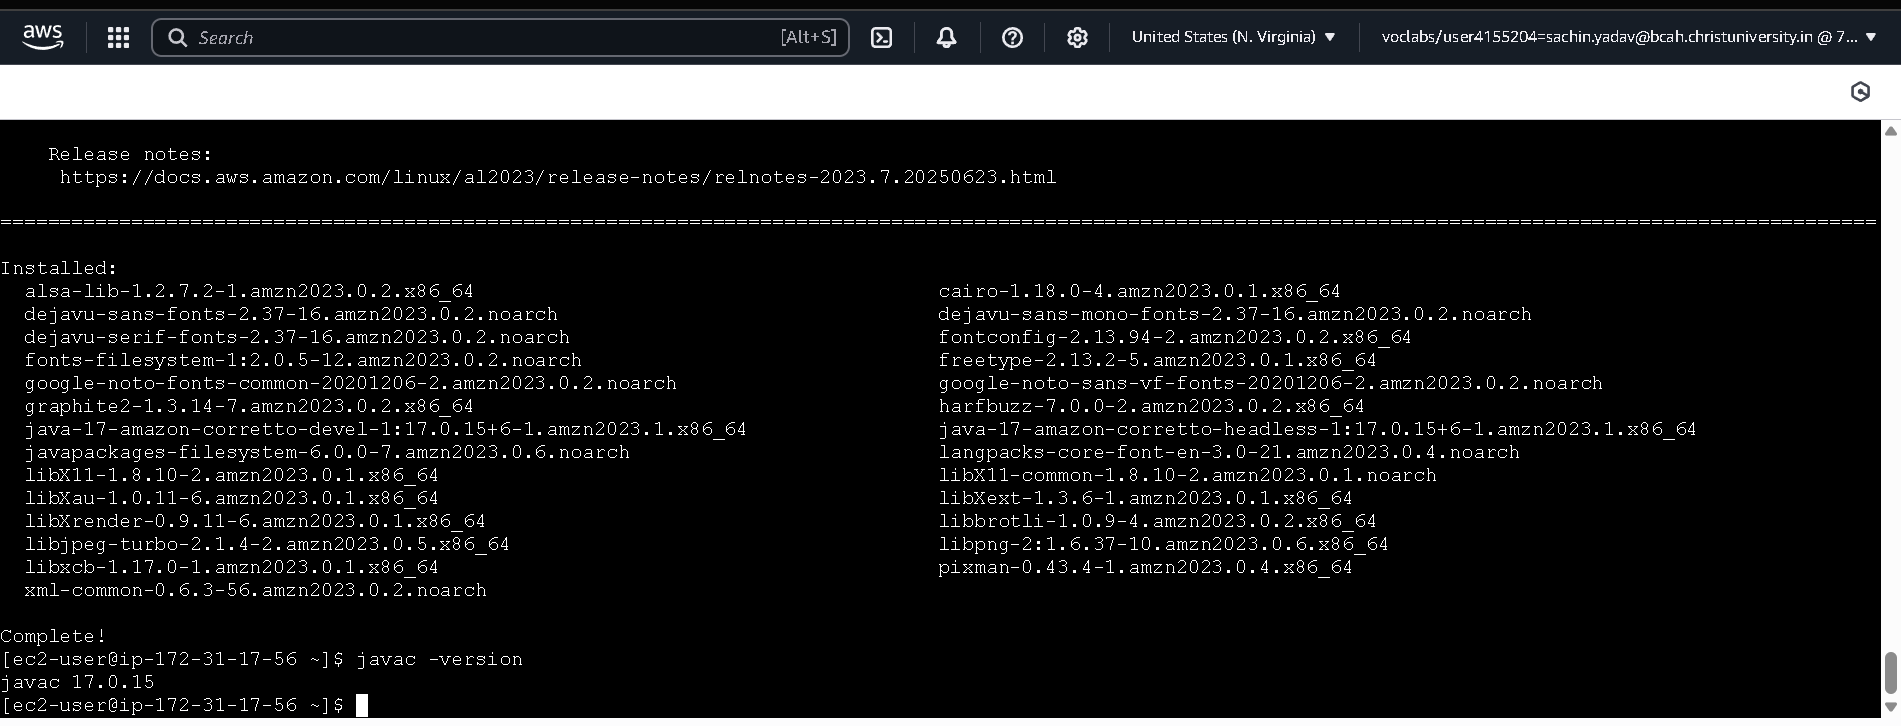 aws
Search [Alt+S] United States (N. Virginia) ▼ voclabs/user4155204=sachin.yadav@bcah.christuniversity.in @ 7... ▼
Release notes:
https://docs.aws.amazon.com/linux/al2023/release-notes/relnotes-2023.7.20250623.html
================================================================================================================================================================
Installed:
alsa-lib-1.2.7.2-1.amzn2023.0.2.x86_64 cairo-1.18.0-4.amzn2023.0.1.x86_64
dejavu-sans-fonts-2.37-16.amzn2023.0.2.noarch dejavu-sans-mono-fonts-2.37-16.amzn2023.0.2.noarch
dejavu-serif-fonts-2.37-16.amzn2023.0.2.noarch fontconfig-2.13.94-2.amzn2023.0.2.x86_64
fonts-filesystem-1:2.0.5-12.amzn2023.0.2.noarch freetype-2.13.2-5.amzn2023.0.1.x86_64
google-noto-fonts-common-20201206-2.amzn2023.0.2.noarch google-noto-sans-vf-fonts-20201206-2.amzn2023.0.2.noarch
graphite2-1.3.14-7.amzn2023.0.2.x86_64 harfbuzz-7.0.0-2.amzn2023.0.2.x86_64
java-17-amazon-corretto-devel-1:17.0.15+6-1.amzn2023.1.x86_64 java-17-amazon-corretto-headless-1:17.0.15+6-1.amzn2023.1.x86_64
javapackages-filesystem-6.0.0-7.amzn2023.0.6.noarch langpacks-core-font-en-3.0-21.amzn2023.0.4.noarch
libX11-1.8.10-2.amzn2023.0.1.x86_64 libX11-common-1.8.10-2.amzn2023.0.1.noarch
libXau-1.0.11-6.amzn2023.0.1.x86_64 libXext-1.3.6-1.amzn2023.0.1.x86_64
libXrender-0.9.11-6.amzn2023.0.1.x86_64 libbrotli-1.0.9-4.amzn2023.0.2.x86_64
libjpeg-turbo-2.1.4-2.amzn2023.0.5.x86_64 libpng-2:1.6.37-10.amzn2023.0.6.x86_64
libxcb-1.17.0-1.amzn2023.0.1.x86_64 pixman-0.43.4-1.amzn2023.0.4.x86_64
xml-common-0.6.3-56.amzn2023.0.2.noarch
Complete!
[ec2-user@ip-172-31-17-56 ~]$ javac -version
javac 17.0.15
[ec2-user@ip-172-31-17-56 ~]$